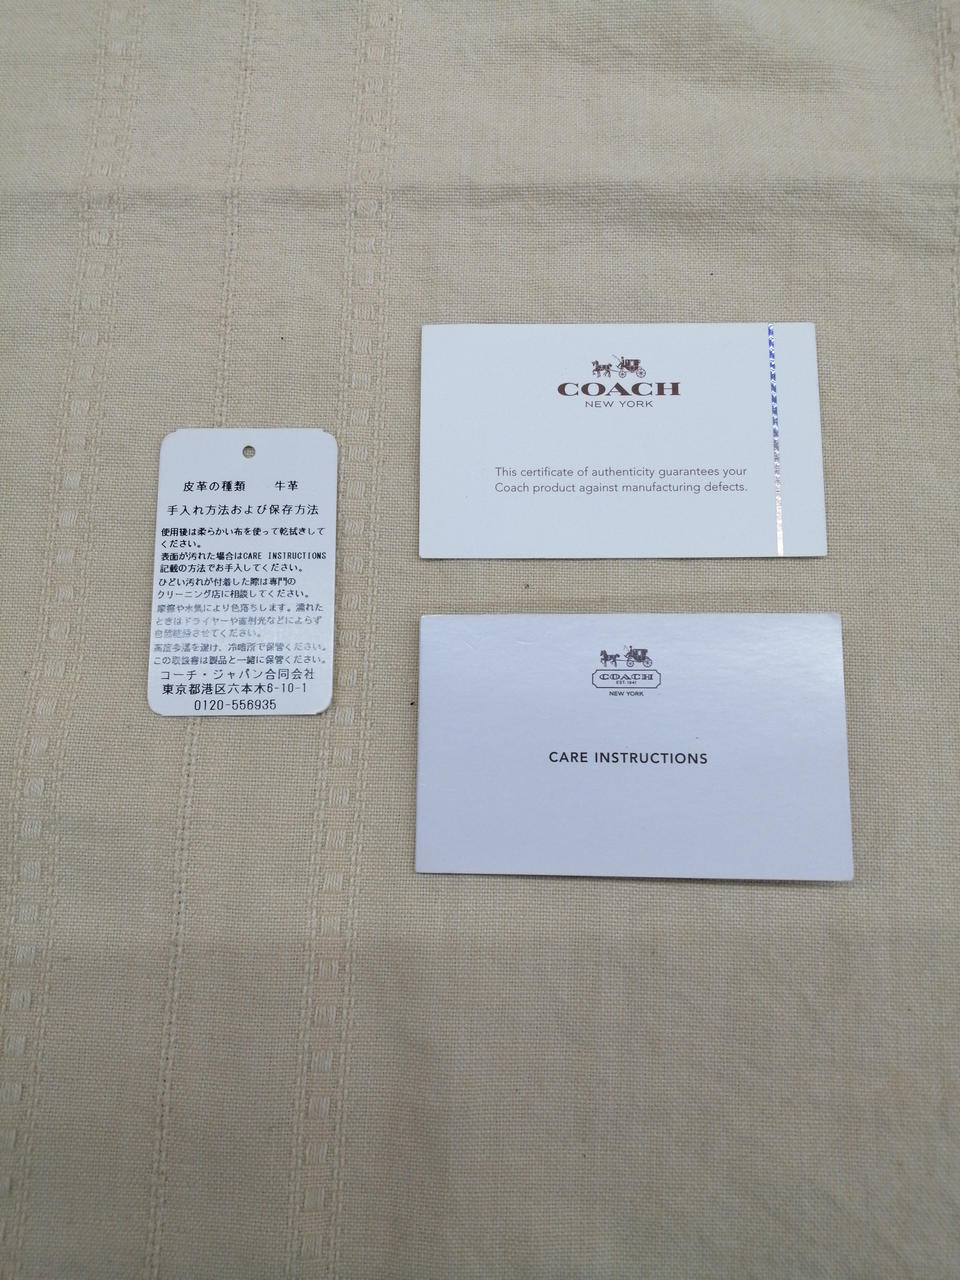 皮革の種類　　牛革
手入れ方法および保存方法
使用後は柔らかい布を使って乾拭きして
ください。
表面が汚れた場合はCARE INSTRUCTIONS
記載の方法でお手入してください。
ひどい汚れが付着した際は専門の
クリーニング店に相談してください。
摩擦や水気により色落ちします。濡れた
ときはドライヤーや直射光などによらず
自然乾燥させてください。
高温多湿を避け、冷暗所で保管ください。
この取扱書は製品と一緒に保管ください。
コーチ・ジャパン合同会社
東京都港区六本木6-10-1
0120-556935
COACH
NEW YORK
This certificate of authenticity guarantees your
Coach product against manufacturing defects.
COACH
EST. 1941
NEW YORK
CARE INSTRUCTIONS